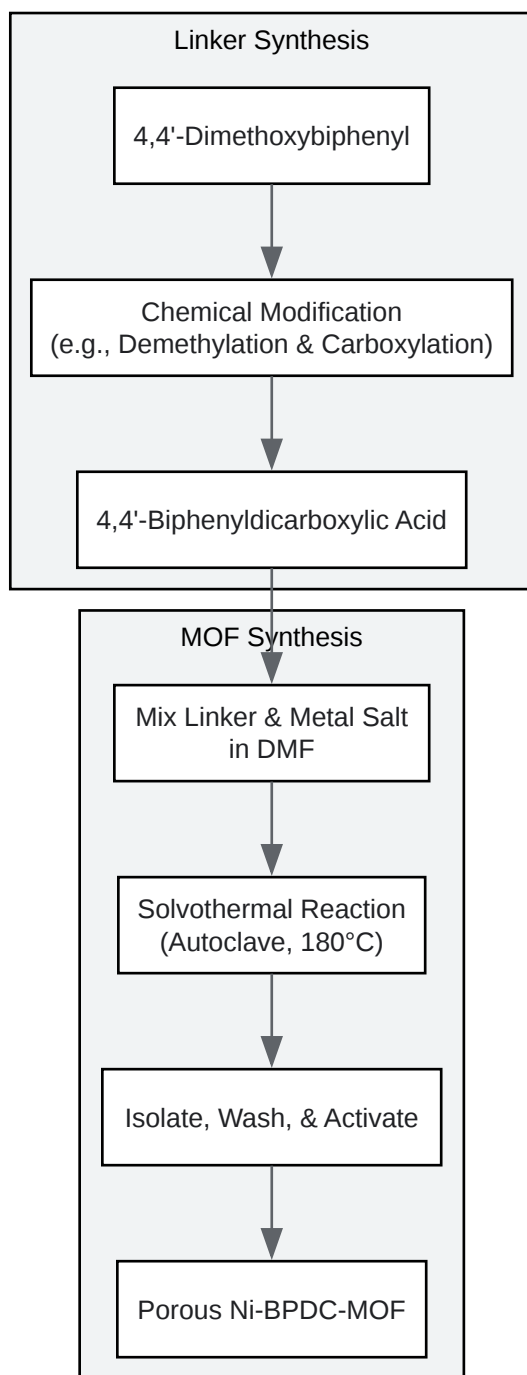 Linker Synthesis
4,4'-Dimethoxybiphenyl
Chemical Modification
(e.g., Demethylation & Carboxylation)
4,4'-Biphenyldicarboxylic Acid
MOF Synthesis
Mix Linker & Metal Salt
in DMF
Solvothermal Reaction
(Autoclave, 180°C)
Isolate, Wash, & Activate
Porous Ni-BPDC-MOF